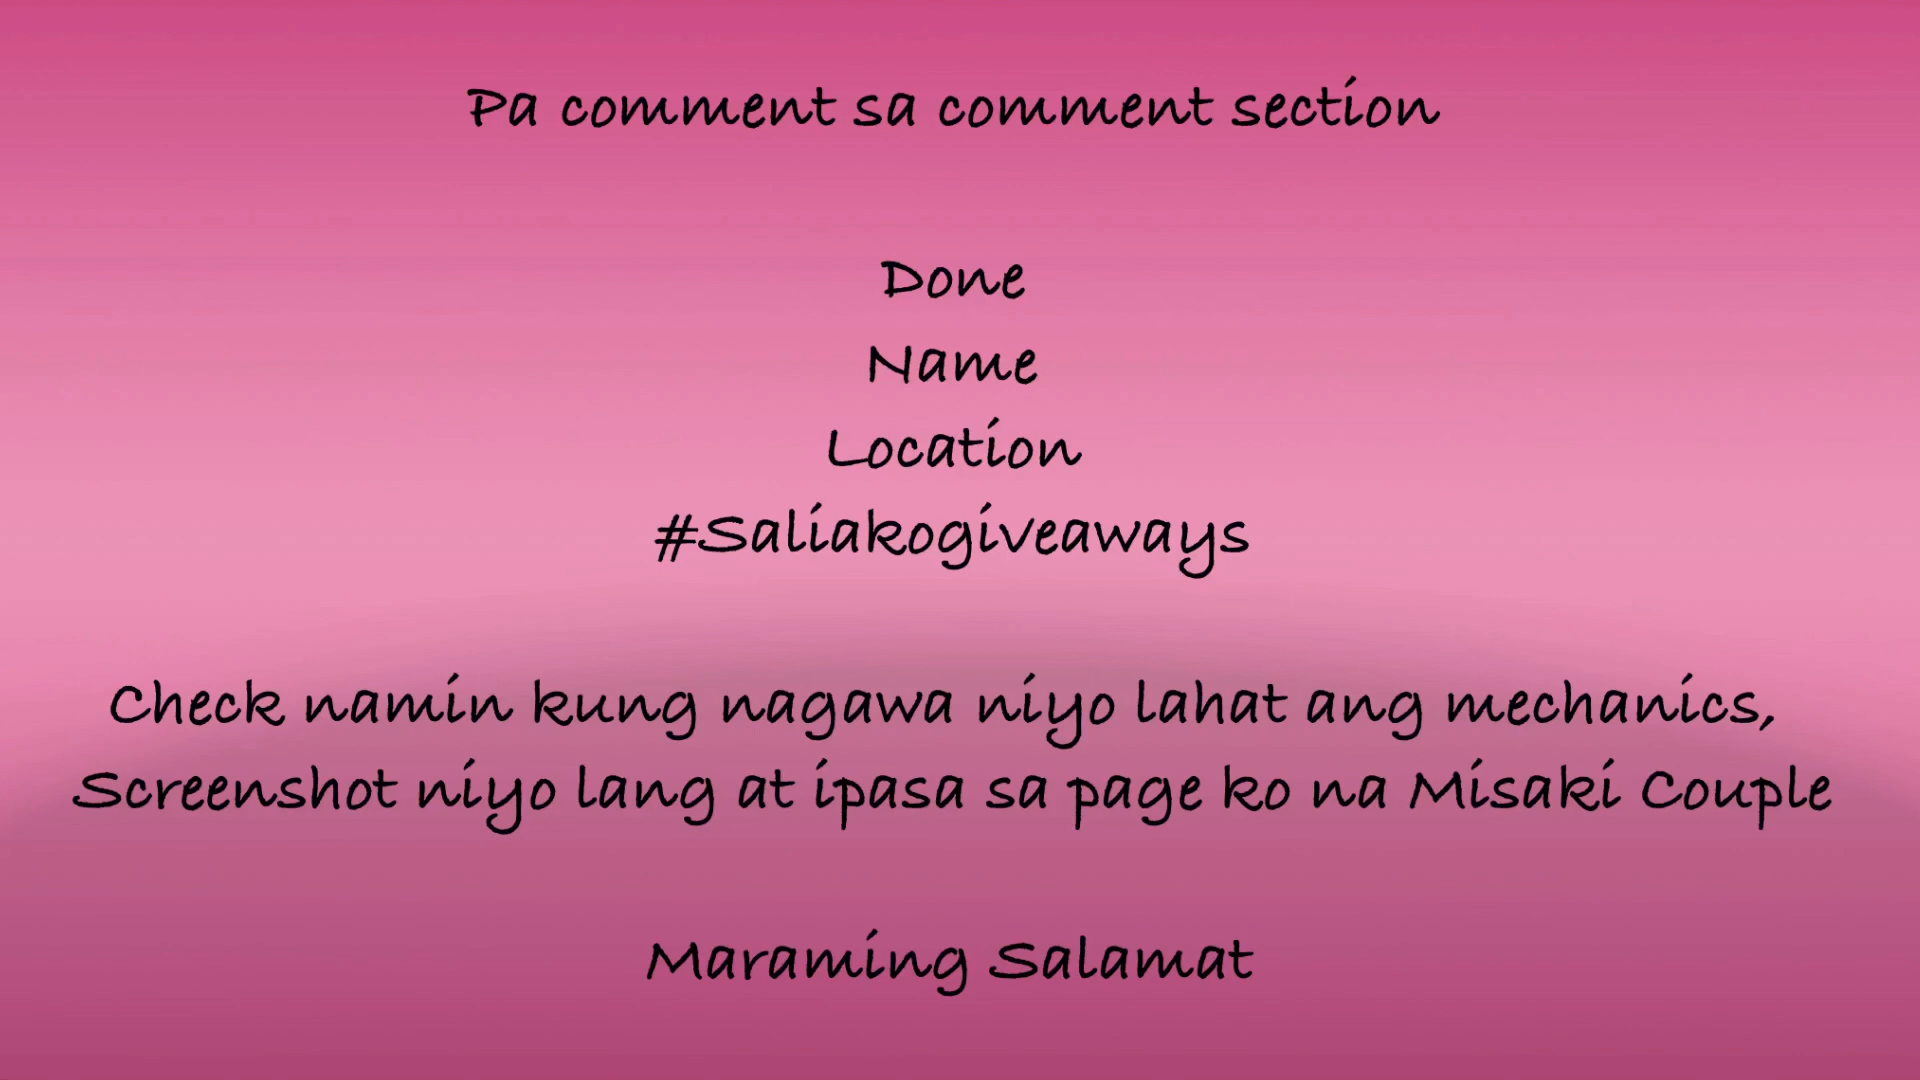 Pa comment sa comment section
Done
Name
Location
#Saliakogiveaways
Check namin kung nagawa niyo lahat ang mechanics,
Screenshot niyo lang at ipasa sa page ko na Misaki Couple
Maraming Salamat